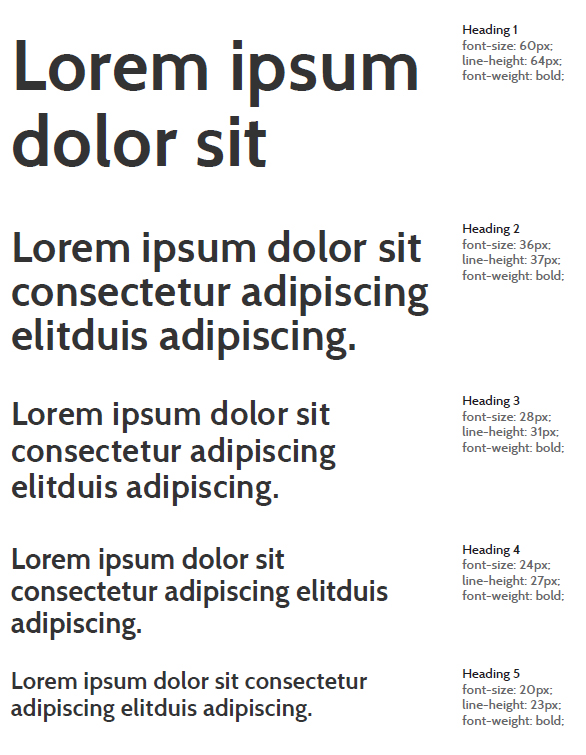 Lorem ipsum
dolor sit
Heading 1
font-size: 60px;
line-height: 64px;
font-weight: bold;
Lorem ipsum dolor sit
consectetur adipiscing
elitduis adipiscing.
Heading 2
font-size: 36px;
line-height: 37px;
font-weight: bold;
Lorem ipsum dolor sit
consectetur adipiscing
elitduis adipiscing.
Heading 3
font-size: 28px;
line-height: 31px;
font-weight: bold;
Lorem ipsum dolor sit
consectetur adipiscing elitduis
adipiscing.
Heading 4
font-size: 24px;
line-height: 27px;
font-weight: bold;
Lorem ipsum dolor sit consectetur
adipiscing elitduis adipiscing.
Heading 5
font-size: 20px;
line-height: 23px;
font-weight: bold;